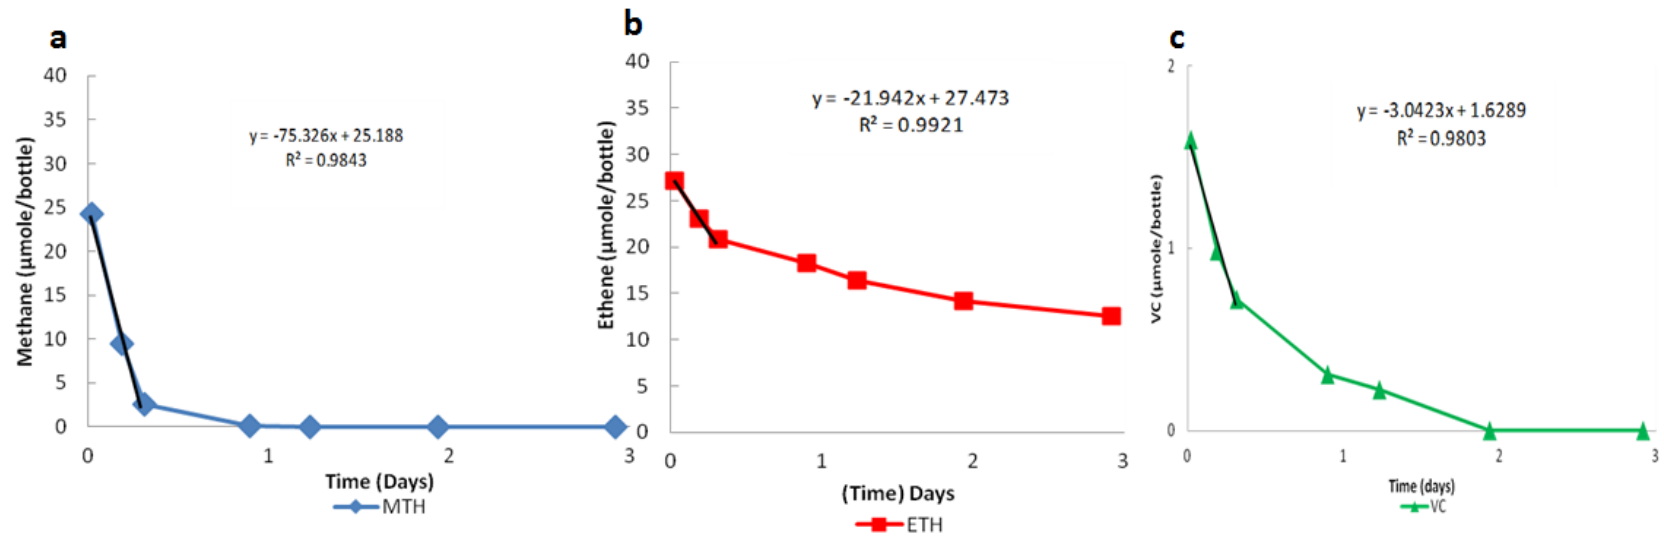 a
40
35
30
25
20
15
10
5
0
Methane (µmole/bottle)
y = -75.326x + 25.188
R² = 0.9843
0 1 2 3
Time (Days)
MTH
b
40
35
30
25
20
15
10
5
0
Ethene (µmole/bottle)
y = -21.942x + 27.473
R² = 0.9921
0 1 2 3
(Time) Days
ETH
c
2
1
0
VC (µmole/bottle)
y = -3.0423x + 1.6289
R² = 0.9803
0 1 2 3
Time (days)
VC